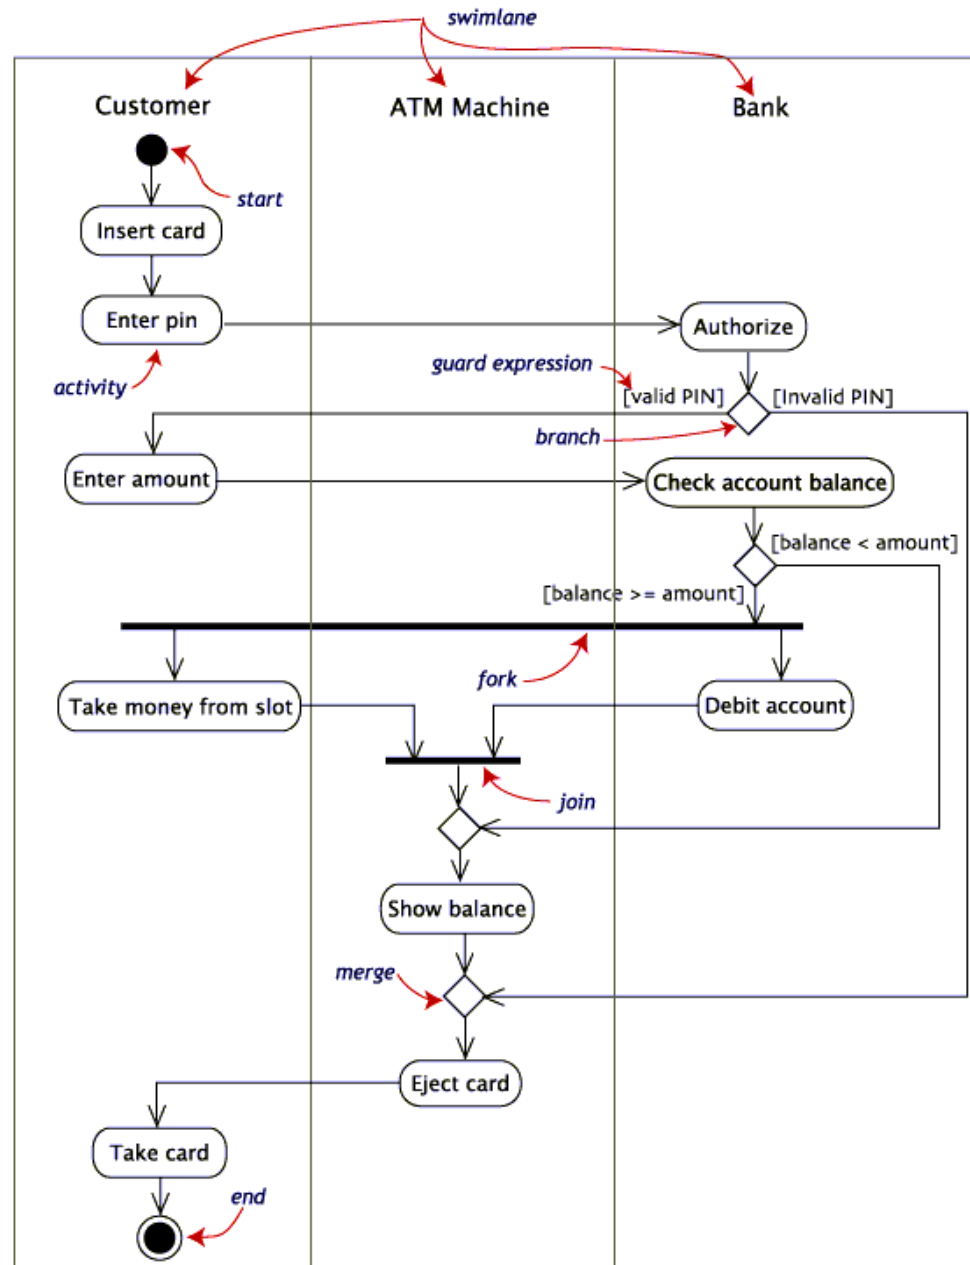 swimlane
Customer
ATM Machine
Bank
start
Insert card
Enter pin
Authorize
activity
guard expression
[valid PIN]
[Invalid PIN]
branch
Enter amount
Check account balance
[balance < amount]
[balance >= amount]
fork
Take money from slot
Debit account
join
Show balance
merge
Eject card
Take card
end